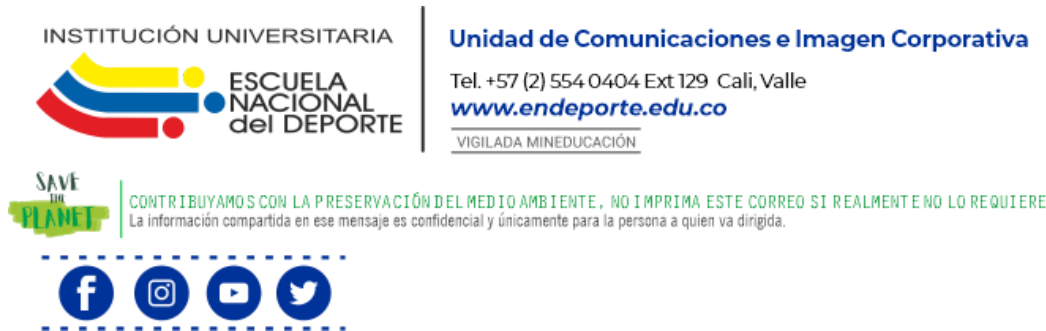 INSTITUCIÓN UNIVERSITARIA
ESCUELA
NACIONAL
del DEPORTE
Unidad de Comunicaciones e Imagen Corporativa
Tel. +57 (2) 554 0404 Ext 129 Cali, Valle
www.endeporte.edu.co
VIGILADA MINEDUCACIÓN
SAVE
THE
PLANET
CONTRIBUYAMOS CON LA PRESERVACIÓN DEL MEDIO AMBIENTE, NO IMPRIMA ESTE CORREO SI REALMENTE NO LO REQUIERE
La información compartida en ese mensaje es confidencial y únicamente para la persona a quien va dirigida.